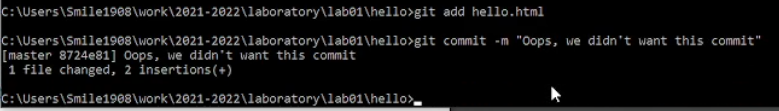 C:\Users\Smile1908\work\2021-2022\laboratory\lab01\hello>git add hello.html
C:\Users\Smile1908\work\2021-2022\laboratory\lab01\hello>git commit -m "Oops, we didn't want this commit"
[master 8724e81] Oops, we didn't want this commit
 1 file changed, 2 insertions(+)
C:\Users\Smile1908\work\2021-2022\laboratory\lab01\hello>